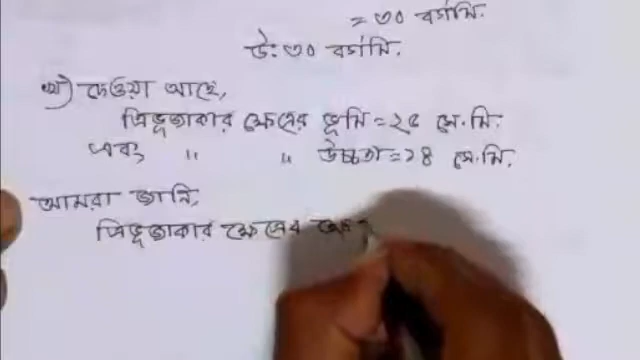 = ৩০ বর্গমি.
উ: ৩০ বর্গমি.
খ) দেওয়া আছে,
ত্রিভুজাকার ক্ষেত্রের ভূমি = ২৫ সে.মি.
এবং " " উচ্চতা = ১৪ সে.মি.
আমরা জানি,
ত্রিভুজাকার ক্ষেত্রের